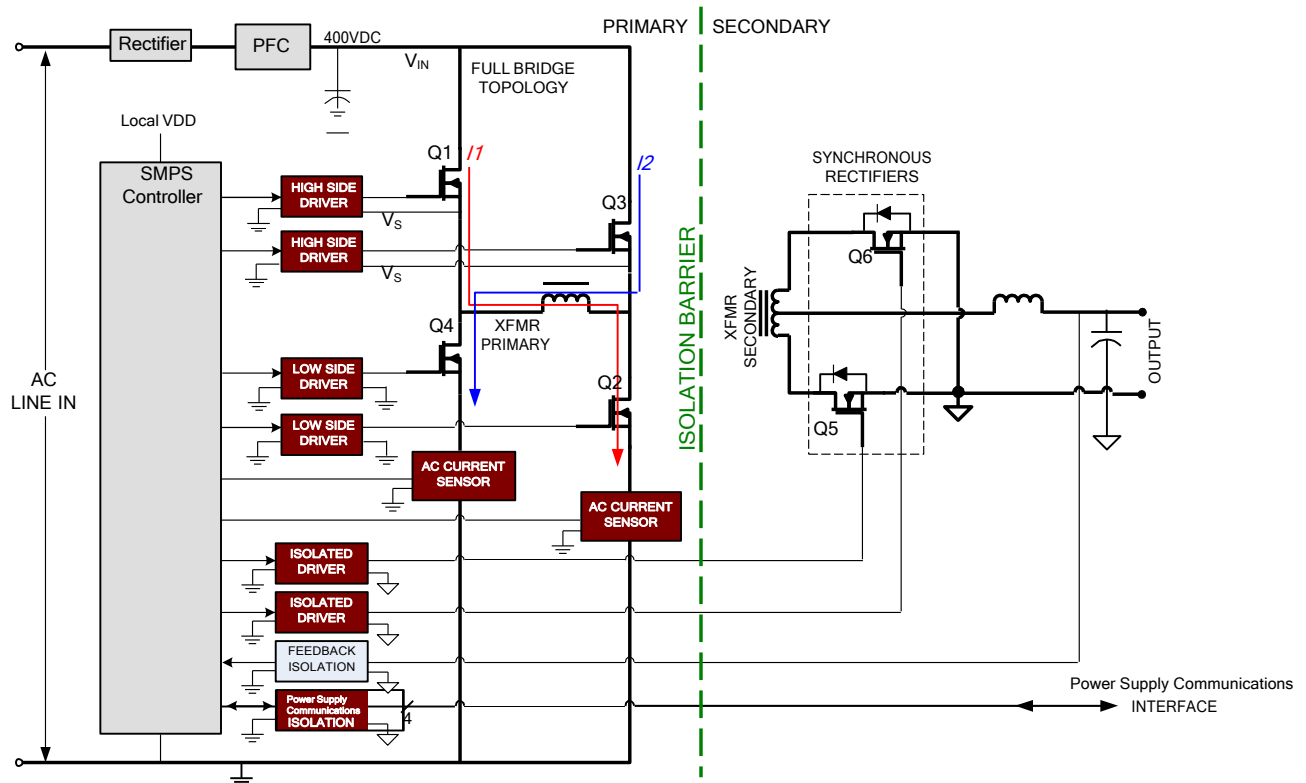 PRIMARY
SECONDARY
Rectifier
PFC
400VDC
VIN
FULL BRIDGE
TOPOLOGY
Local VDD
SMPS
Controller
Q1
I1
I2
HIGH SIDE
DRIVER
VS
Q3
HIGH SIDE
DRIVER
VS
SYNCHRONOUS
RECTIFIERS
Q6
ISOLATION BARRIER
XFMR
SECONDARY
Q4
XFMR
PRIMARY
OUTPUT
AC
LINE IN
LOW SIDE
DRIVER
Q2
LOW SIDE
DRIVER
Q5
AC CURRENT
SENSOR
AC CURRENT
SENSOR
ISOLATED
DRIVER
ISOLATED
DRIVER
FEEDBACK
ISOLATION
Power Supply
Communications
ISOLATION
4
Power Supply Communications
INTERFACE